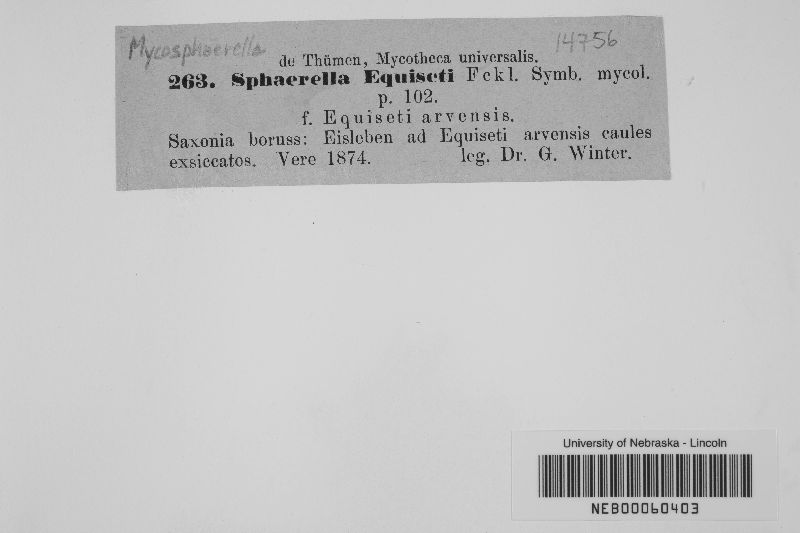 Mycosphaerella
14756
de Thümen, Mycotheca universalis.
263. Sphaerella Equiseti Fckl. Symb. mycol.
p. 102.
f. Equiseti arvensis.
Saxonia boruss: Eisleben ad Equiseti arvensis caules
exsiccatos. Vere 1874. leg. Dr. G. Winter.
University of Nebraska - Lincoln
NEB00060403